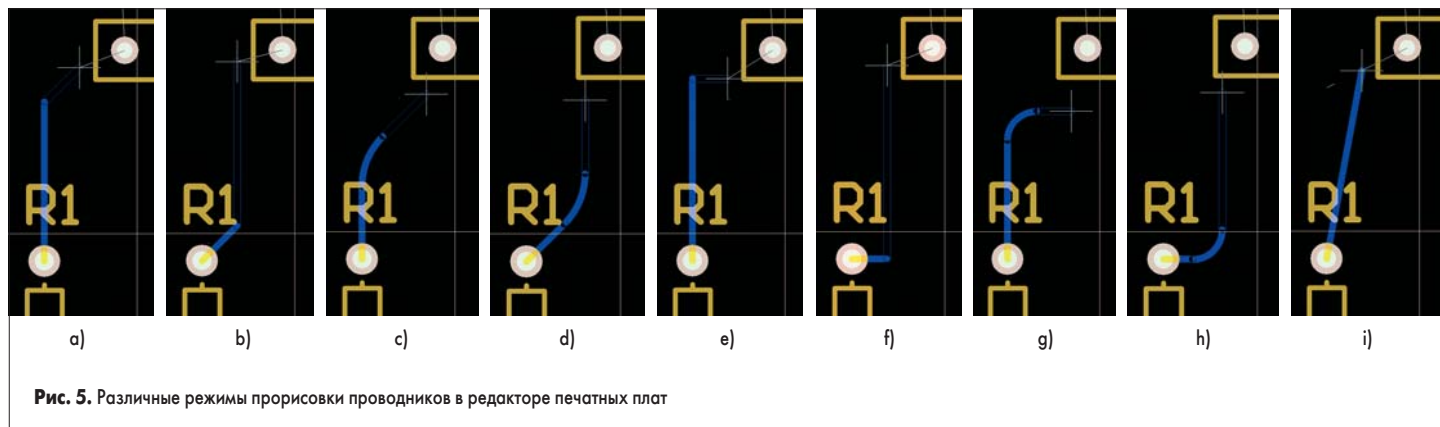 R1 R1 R1 R1 R1 R1 R1 R1 R1
a) b) c) d) e) f) g) h) i)
Рис. 5. Различные режимы прорисовки проводников в редакторе печатных плат